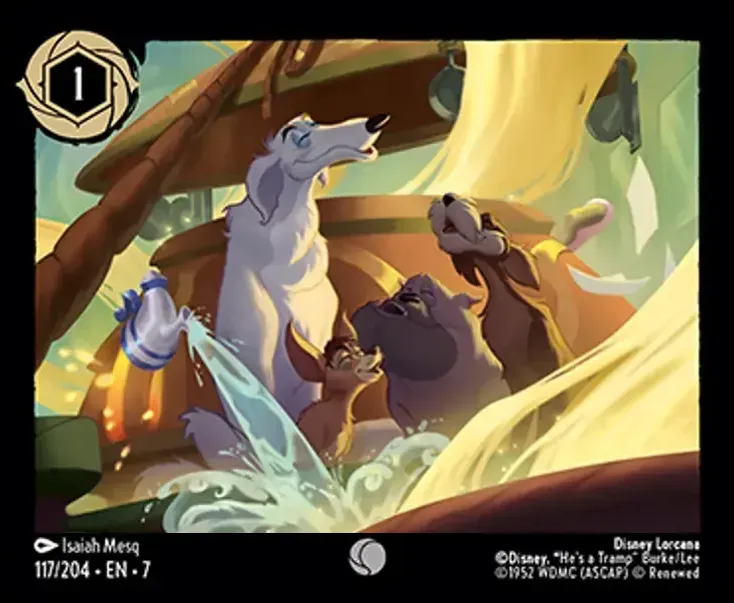 1
Isaiah Mesq
117/204 • EN • 7
Disney Lorcana
©Disney, "He's a Tramp" Burke/Lee
©1952 WDMC (ASCAP) © Renewed